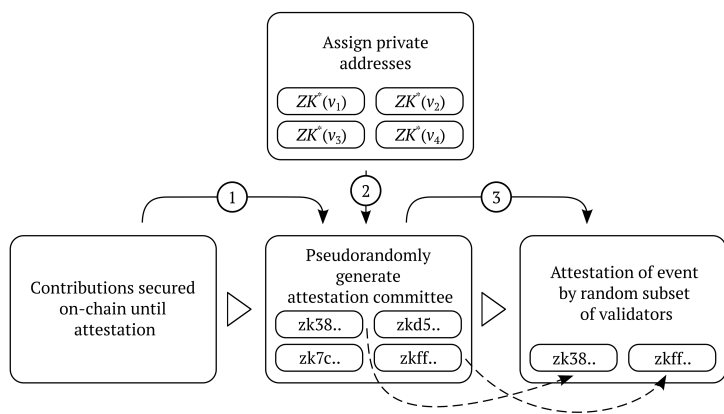 Assign private
addresses
ZK*(v1) ZK*(v2)
ZK*(v3) ZK*(v4)
1 2 3
Contributions secured
on-chain until
attestation
Pseudorandomly
generate
attestation committee
zk38.. zkd5..
zk7c.. zkff..
Attestation of event
by random subset
of validators
zk38.. zkff..